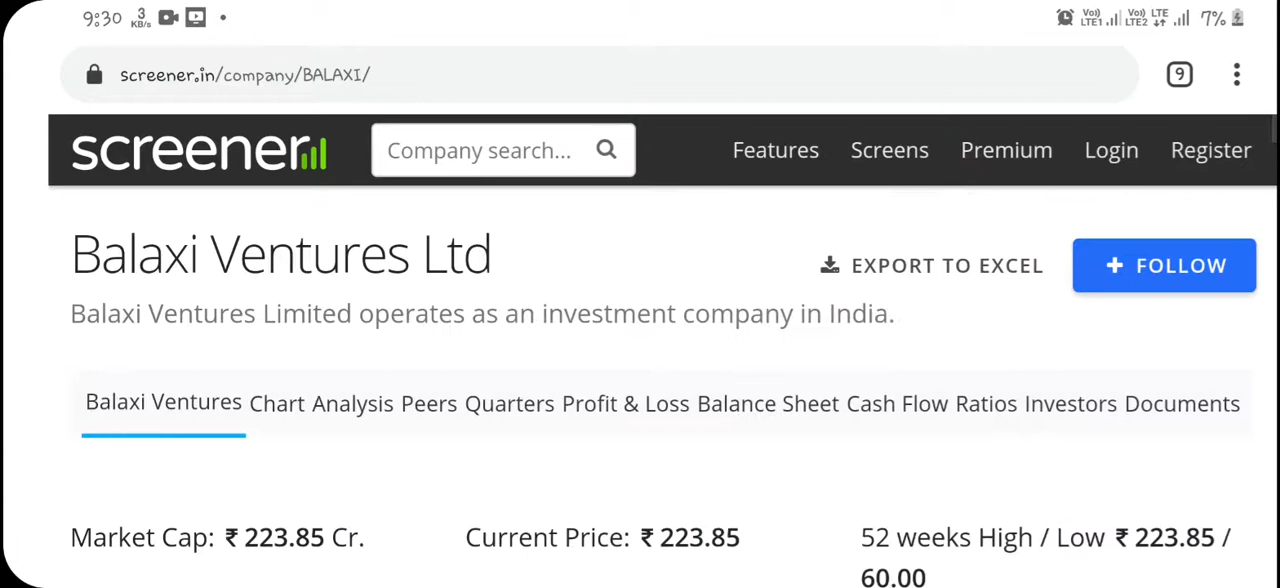 9:30 3 KB/s Vo) LTE1 Vo) LTE2 LTE 7%
screener.in/company/BALAXI/ 9
screener Company search... Features Screens Premium Login Register
Balaxi Ventures Ltd EXPORT TO EXCEL + FOLLOW
Balaxi Ventures Limited operates as an investment company in India.
Balaxi Ventures Chart Analysis Peers Quarters Profit & Loss Balance Sheet Cash Flow Ratios Investors Documents
Market Cap: ₹ 223.85 Cr. Current Price: ₹ 223.85 52 weeks High / Low ₹ 223.85 /
60.00